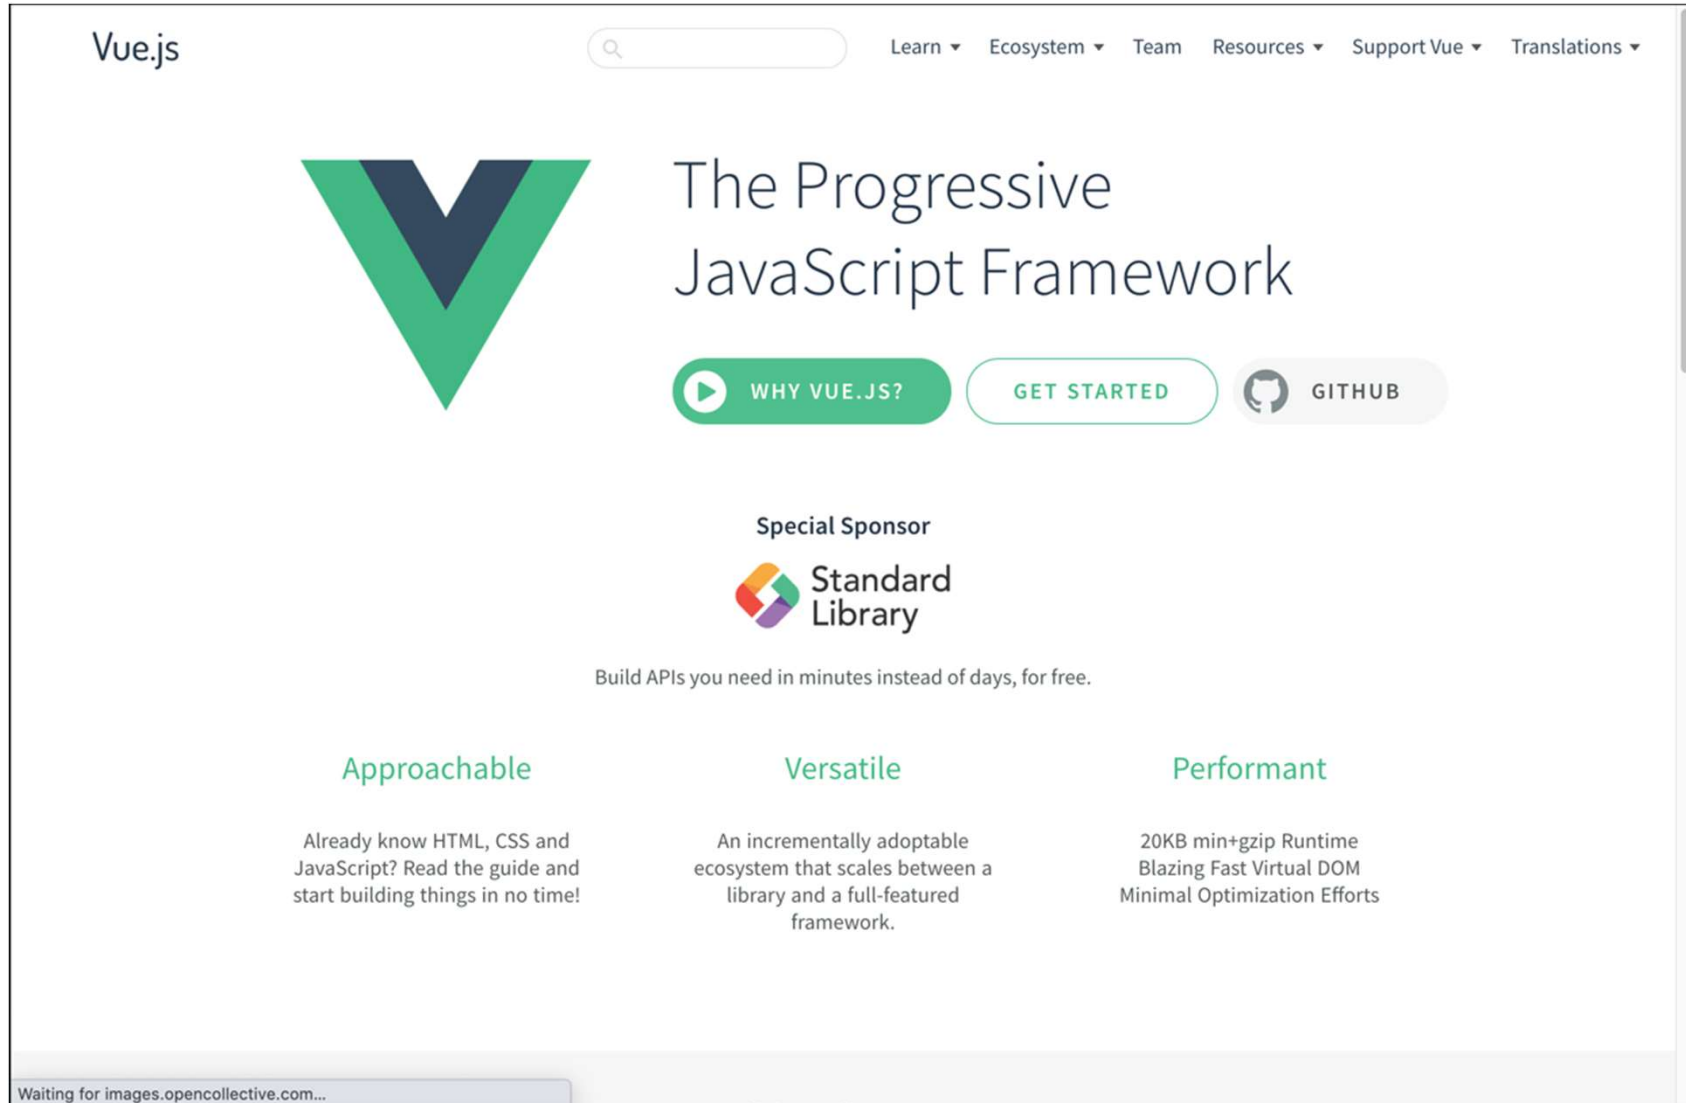 Vue.js
Learn Ecosystem Team Resources Support Vue Translations
The Progressive
JavaScript Framework
WHY VUE.JS? GET STARTED GITHUB
Special Sponsor
Standard
Library
Build APIs you need in minutes instead of days, for free.
Approachable
Already know HTML, CSS and
JavaScript? Read the guide and
start building things in no time!
Versatile
An incrementally adoptable
ecosystem that scales between a
library and a full-featured
framework.
Performant
20KB min+gzip Runtime
Blazing Fast Virtual DOM
Minimal Optimization Efforts
Waiting for images.opencollective.com...